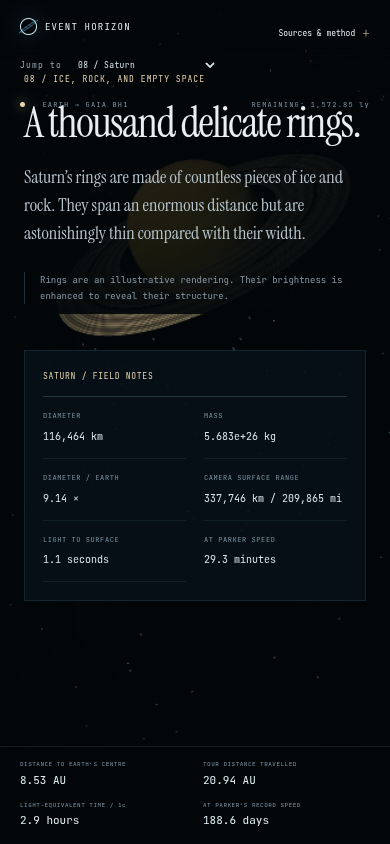 EVENT HORIZON
Sources & method +
Jump to 08 / Saturn
08 / ICE, ROCK, AND EMPTY SPACE
EARTH → GAIA BH1
REMAINING: 1,572.85 ly
A thousand delicate rings.
Saturn’s rings are made of countless pieces of ice and
rock. They span an enormous distance but are
astonishingly thin compared with their width.
Rings are an illustrative rendering. Their brightness is
enhanced to reveal their structure.
SATURN / FIELD NOTES
DIAMETER
116,464 km
MASS
5.683e+26 kg
DIAMETER / EARTH
9.14 ×
CAMERA SURFACE RANGE
337,746 km / 209,865 mi
LIGHT TO SURFACE
1.1 seconds
AT PARKER SPEED
29.3 minutes
DISTANCE TO EARTH'S CENTRE
8.53 AU
TOUR DISTANCE TRAVELLED
20.94 AU
LIGHT-EQUIVALENT TIME / 1c
2.9 hours
AT PARKER'S RECORD SPEED
188.6 days